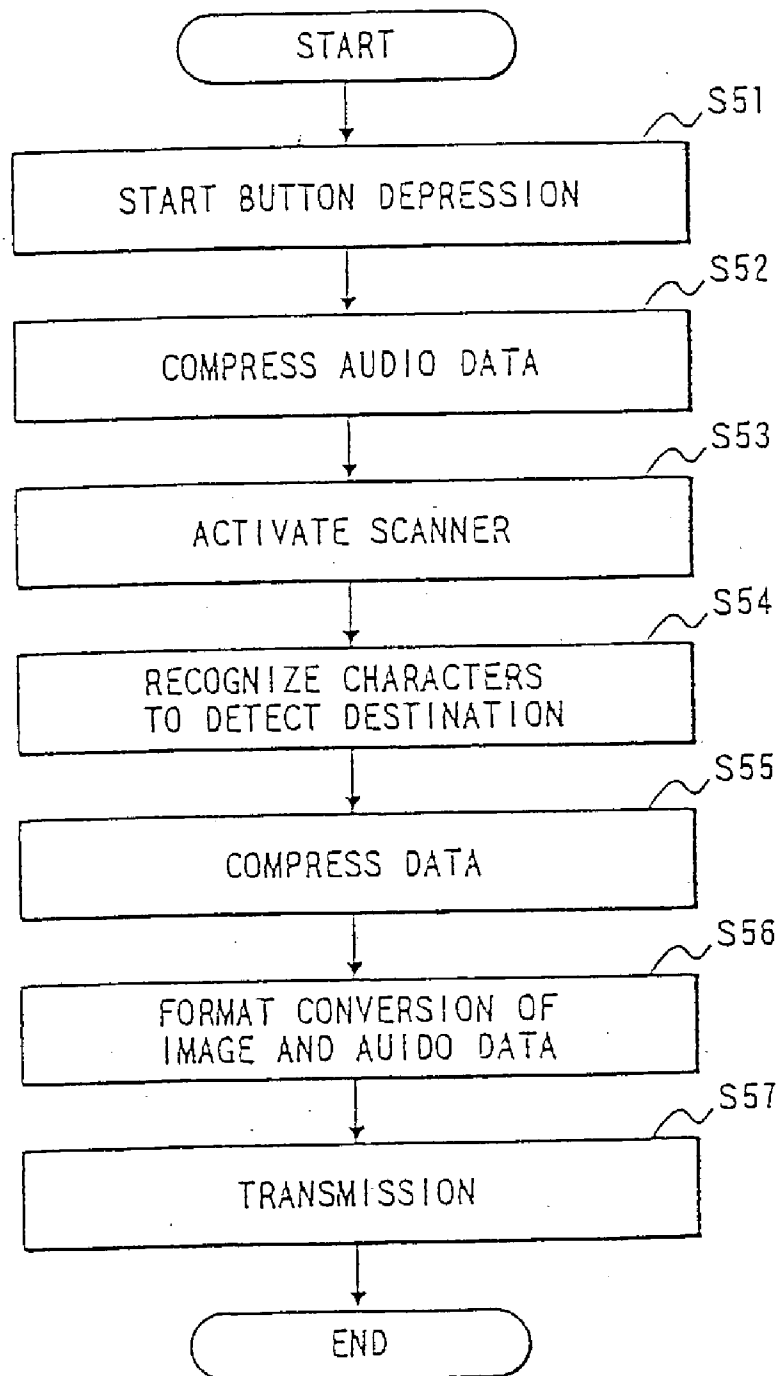 START
S51
START BUTTON DEPRESSION
S52
COMPRESS AUDIO DATA
S53
ACTIVATE SCANNER
S54
RECOGNIZE CHARACTERS
TO DETECT DESTINATION
S55
COMPRESS DATA
S56
FORMAT CONVERSION OF
IMAGE AND AUIDO DATA
S57
TRANSMISSION
END